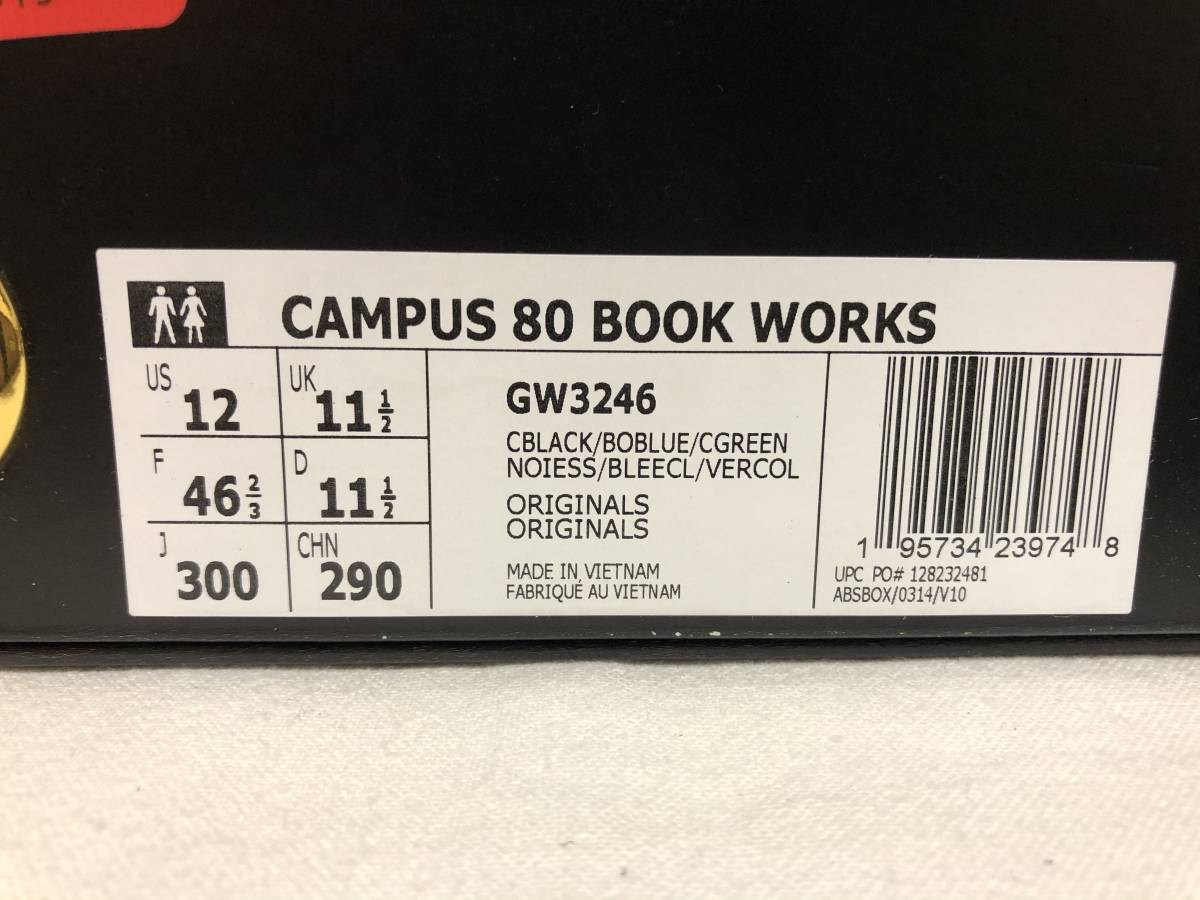 CAMPUS 80 BOOK WORKS
US 12 UK 11 1/2
F 46 2/3 D 11 1/2
J 300 CHN 290
GW3246
CBLACK/BOBLUE/CGREEN
NOIESS/BLEECL/VERCOL
ORIGINALS
ORIGINALS
MADE IN VIETNAM
FABRIQUÉ AU VIETNAM
1 95734 23974 8
UPC PO# 128232481
ABSBOX/0314/V10